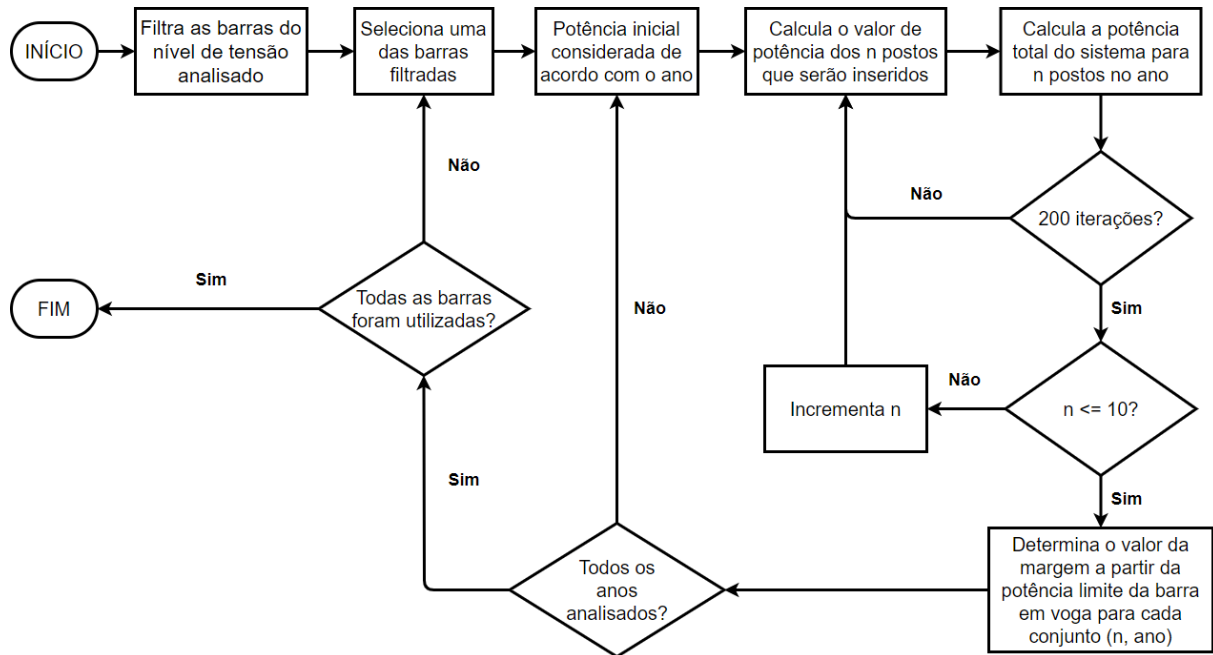 INÍCIO
Filtra as barras do
nível de tensão
analisado
Seleciona uma
das barras
filtradas
Potência inicial
considerada de
acordo com o ano
Calcula o valor de
potência dos n postos
que serão inseridos
Calcula a potência
total do sistema para
n postos no ano
Não
Não
200 iterações?
Sim
FIM
Todas as barras
foram utilizadas?
Não
Sim
Incrementa n
Não
n <= 10?
Sim
Sim
Todos os
anos
analisados?
Determina o valor da
margem a partir da
potência limite da barra
em voga para cada
conjunto (n, ano)